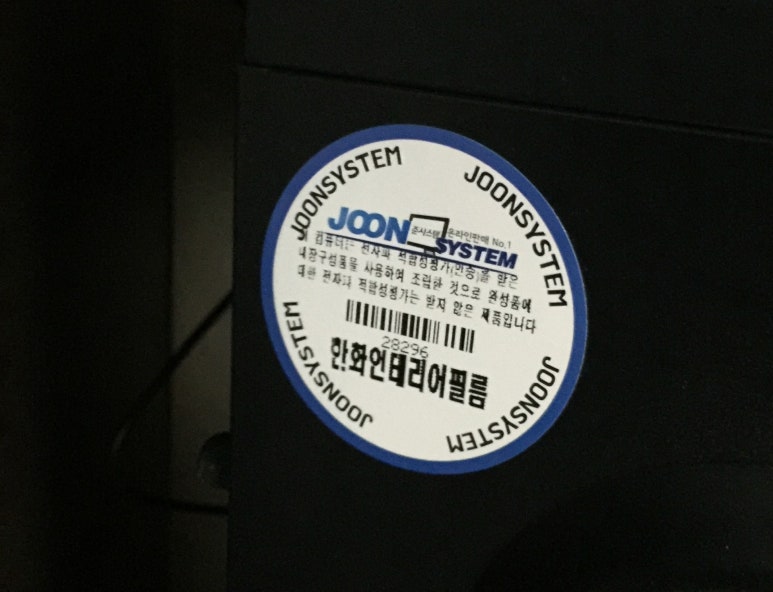 JOONSYSTEM
JOONSYSTEM
JOON
준시스템
온라인판매 No.1
SYSTEM
이 컴퓨터는 전자파 적합성평가(인증)를 받은
내장구성품을 사용하여 조립한 것으로 완성품에
대한 전자파 적합성평가는 받지 않은 제품입니다
28296
한화인테리어필름
JOONSYSTEM
JOONSYSTEM
JOONSYSTEM